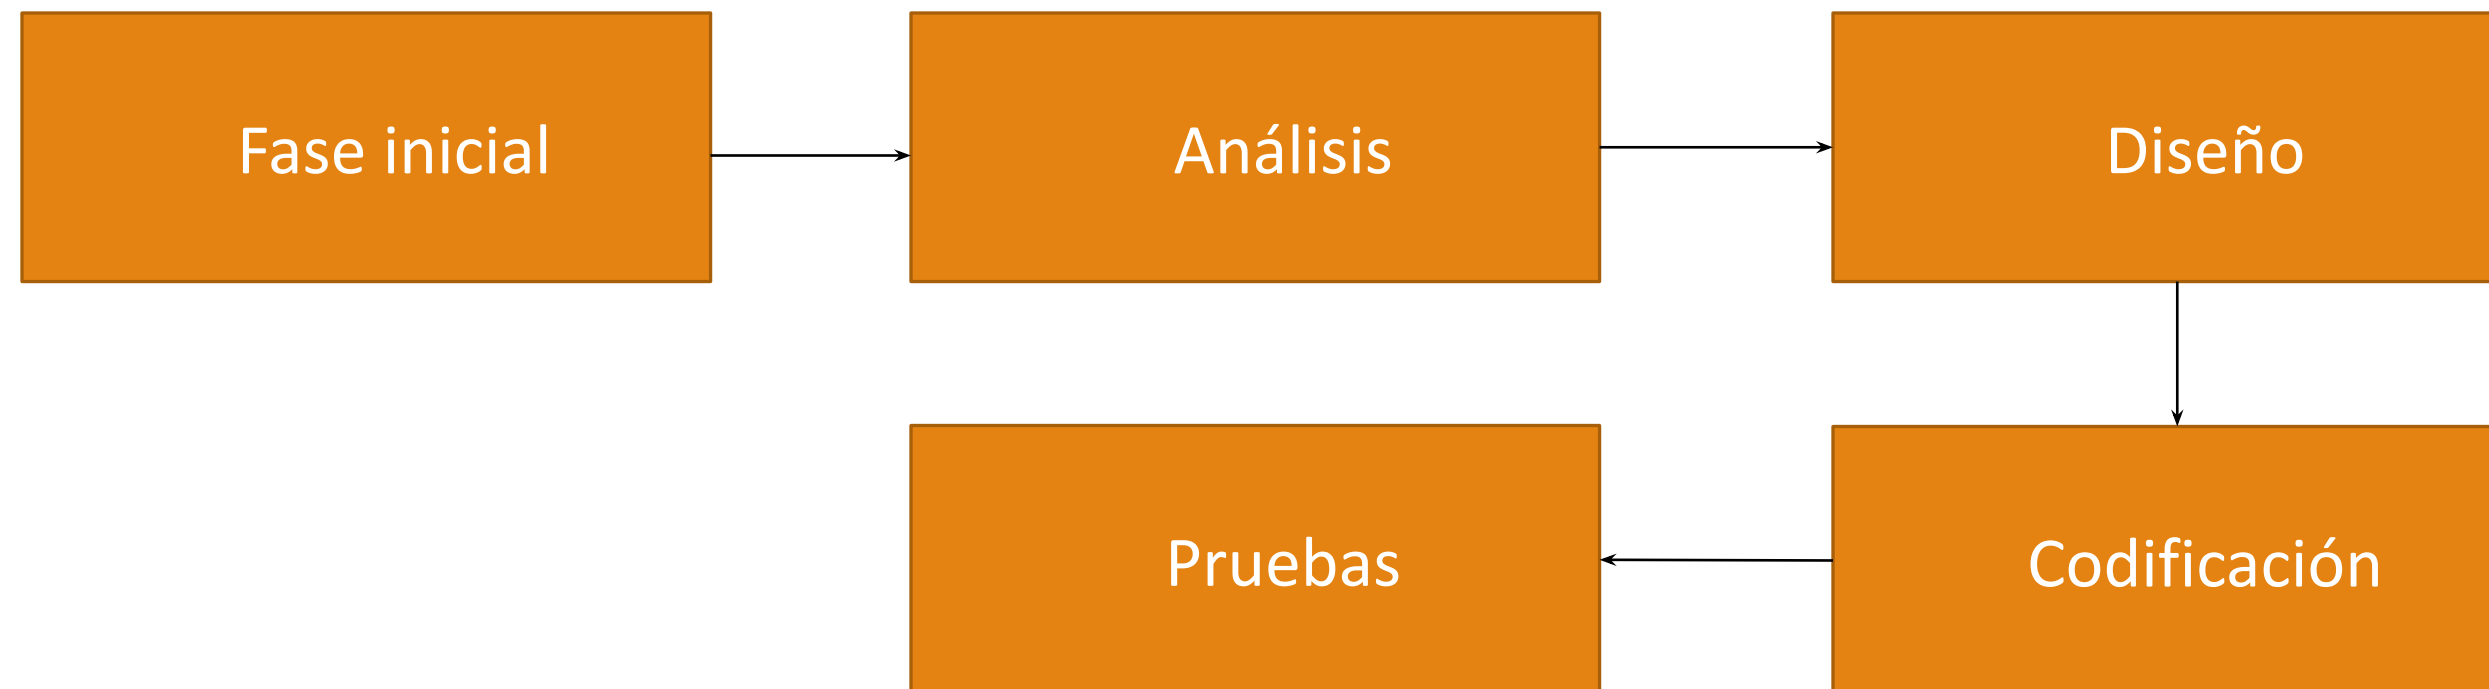 Fase inicial
Análisis
Diseño
Codificación
Pruebas